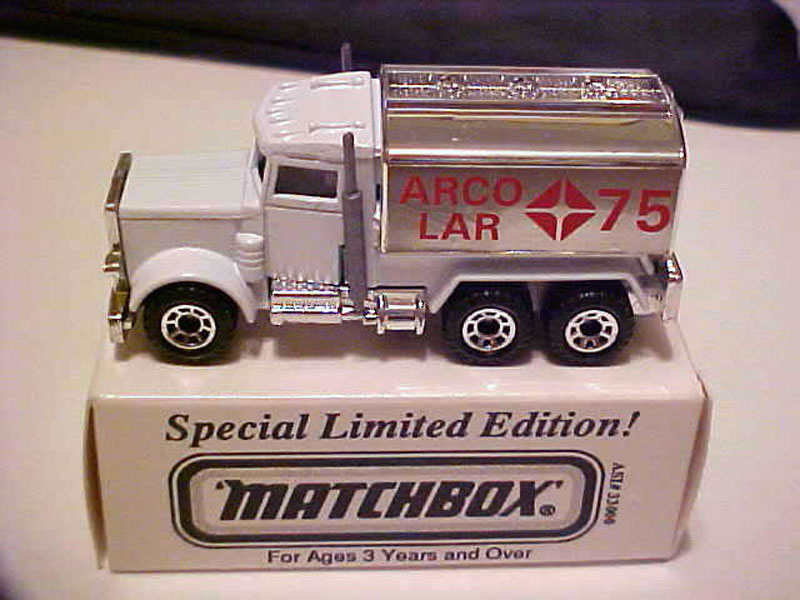 ARCO 75
LAR
Special Limited Edition!
'MATCHBOX'®
For Ages 3 Years and Over